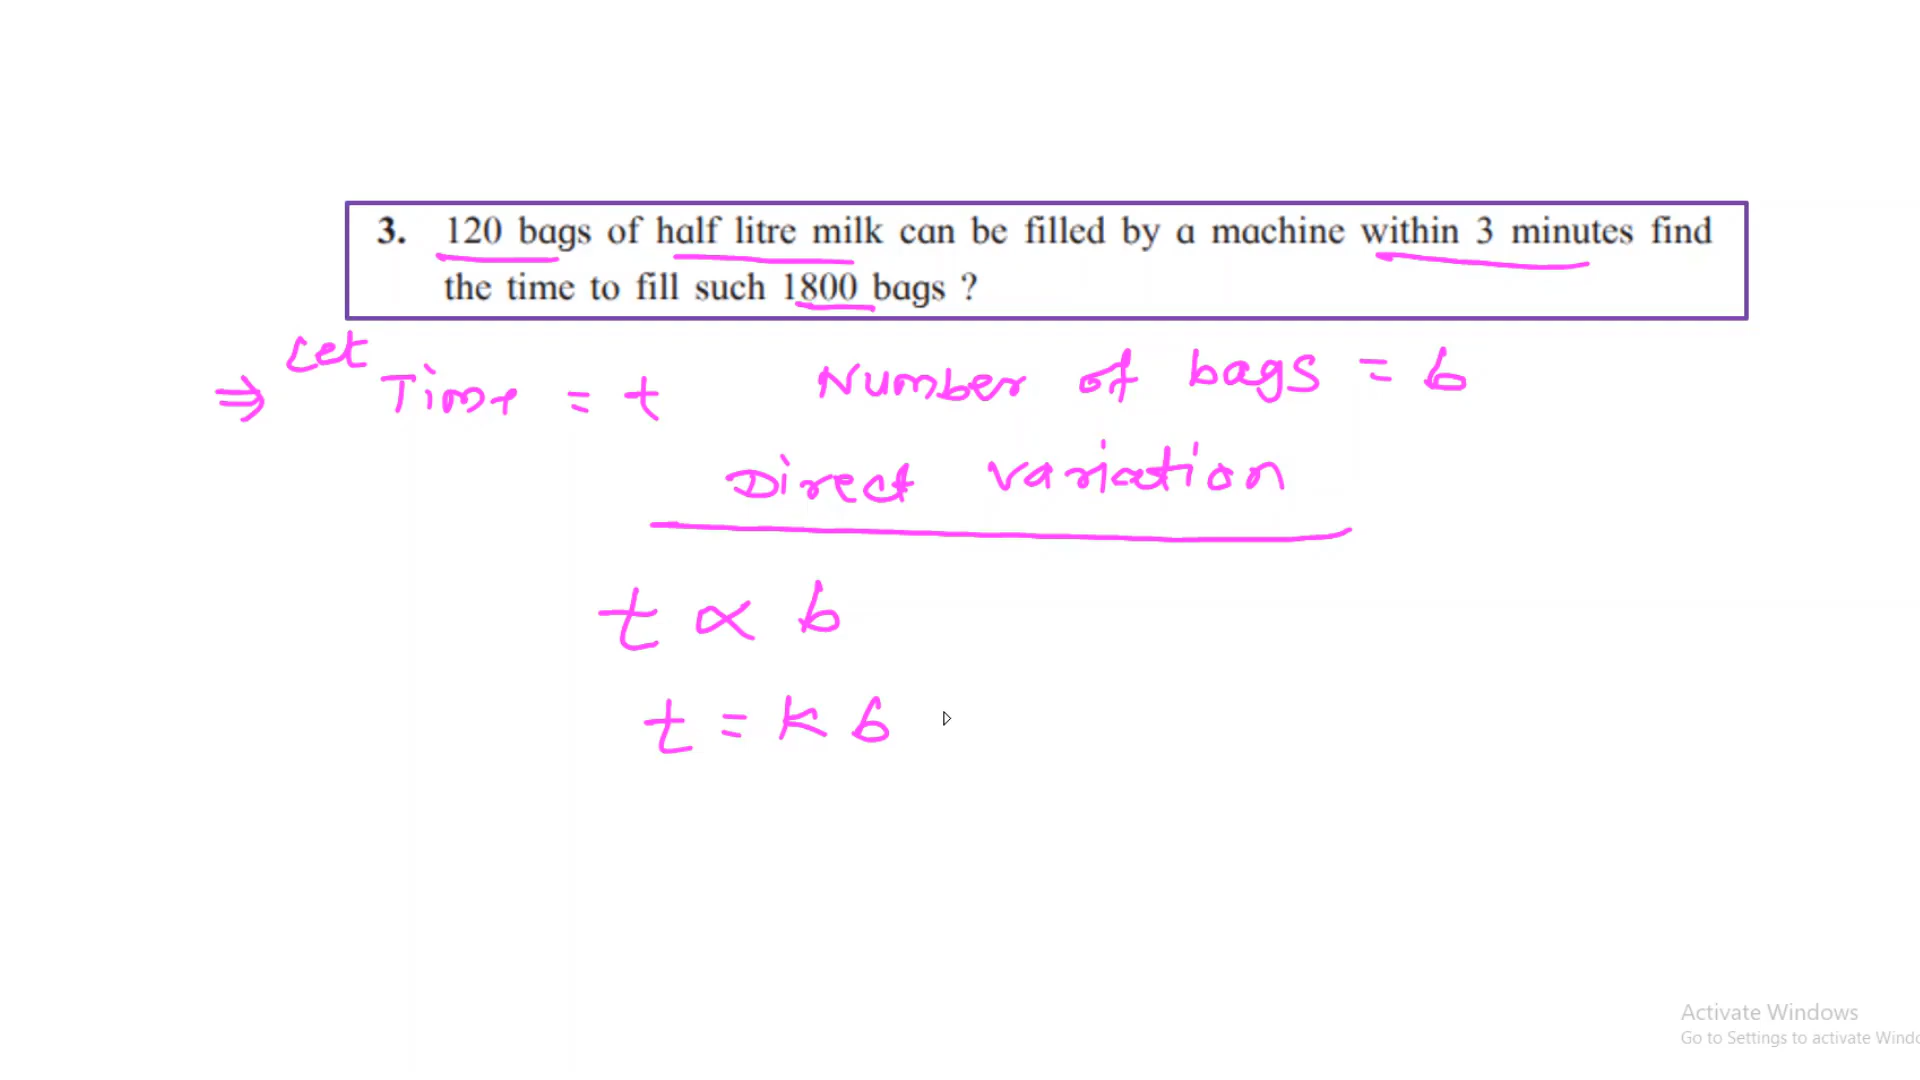 3. 120 bags of half litre milk can be filled by a machine within 3 minutes find
the time to fill such 1800 bags ?
⇒ Let Time = t Number of bags = b
Direct variation
t ∝ b
t = k b
Activate Windows
Go to Settings to activate Windo